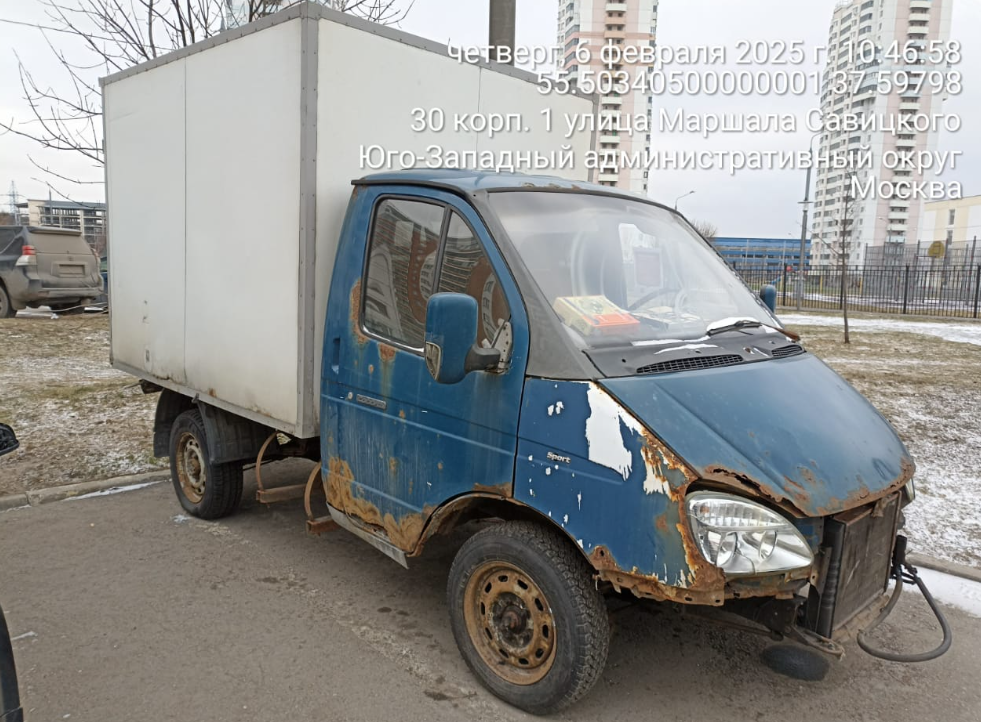 четверг, 6 февраля 2025 г. 10:46:58
55.50340500000001 37.59798
30 корп. 1 улица Маршала Савицкого
Юго-Западный административный округ
Москва
Sport